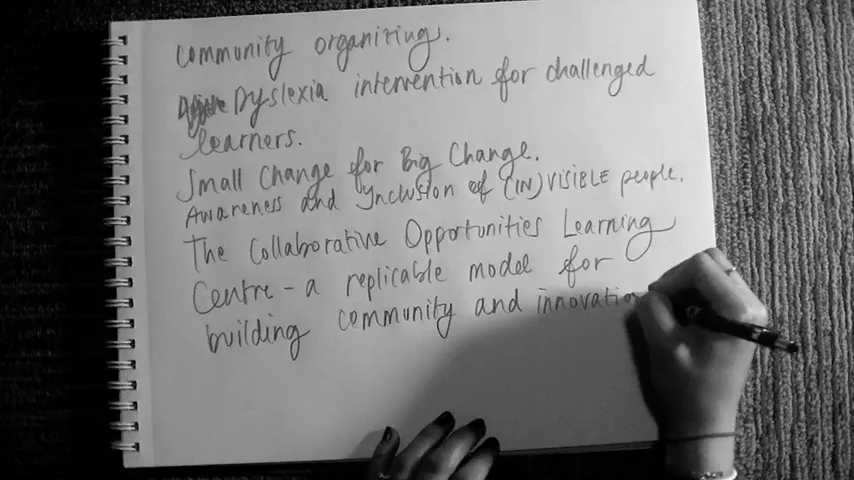 Community organizing.
Dyslexia intervention for challenged
learners.
Small Change for Big Change.
Awareness and Inclusion of (IN)VISIBLE people.
The Collaborative Opportunities Learning
Centre - a replicable model for
building community and innovatio